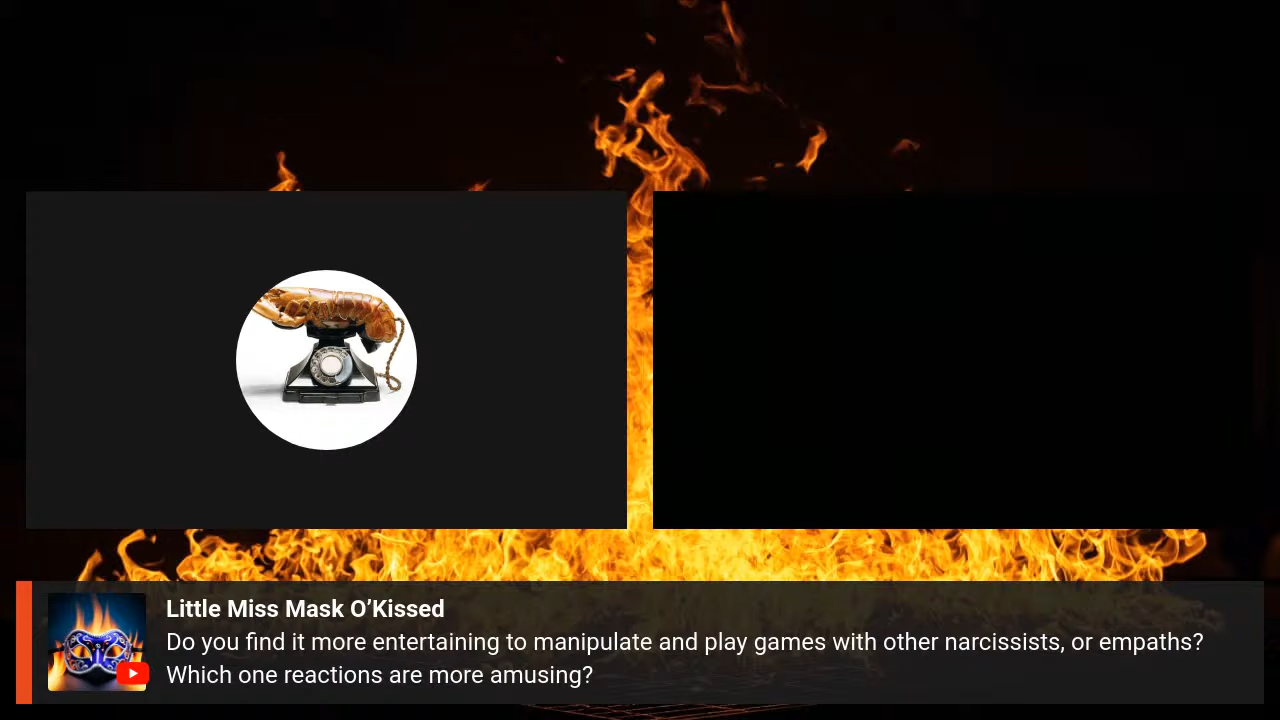 Little Miss Mask O’Kissed
Do you find it more entertaining to manipulate and play games with other narcissists, or empaths?
Which one reactions are more amusing?